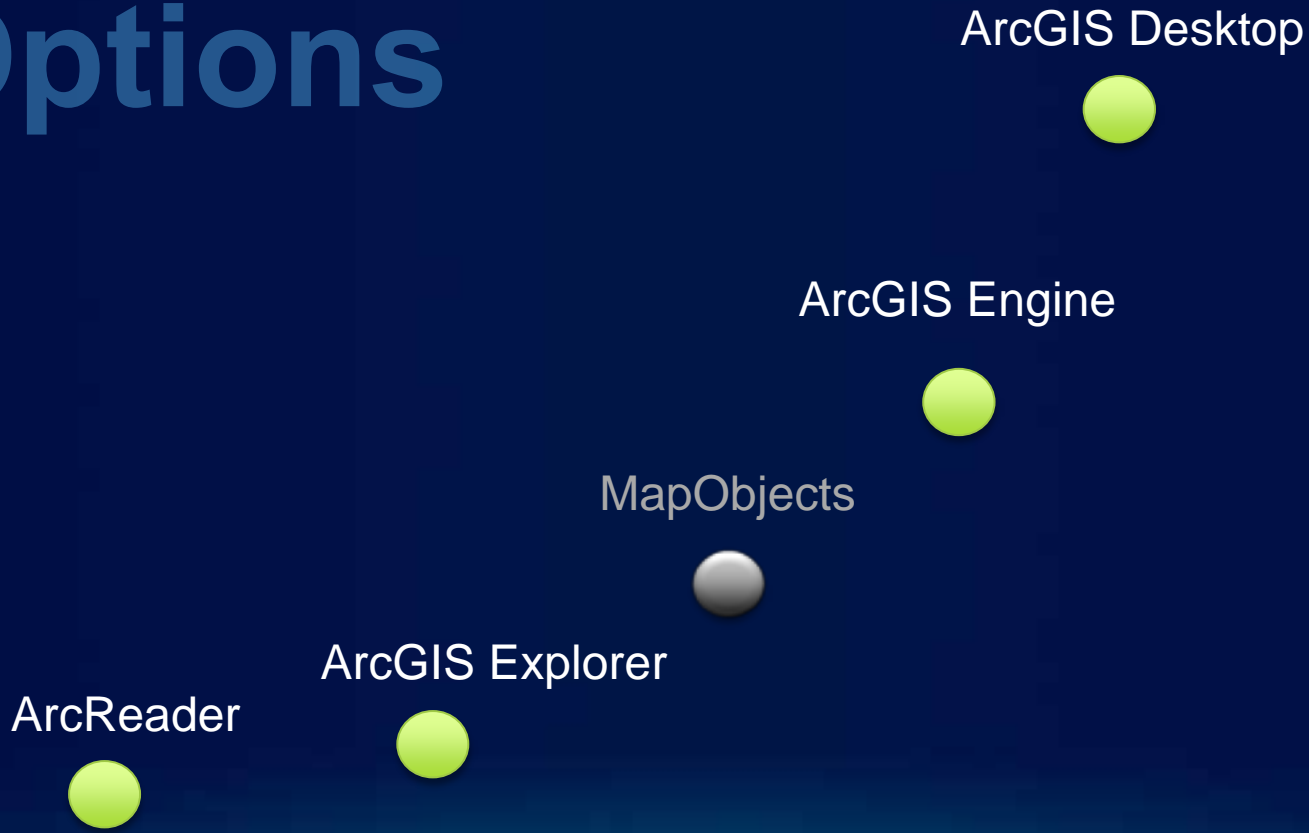 ptions
ArcGIS Desktop
ArcGIS Engine
MapObjects
ArcGIS Explorer
ArcReader